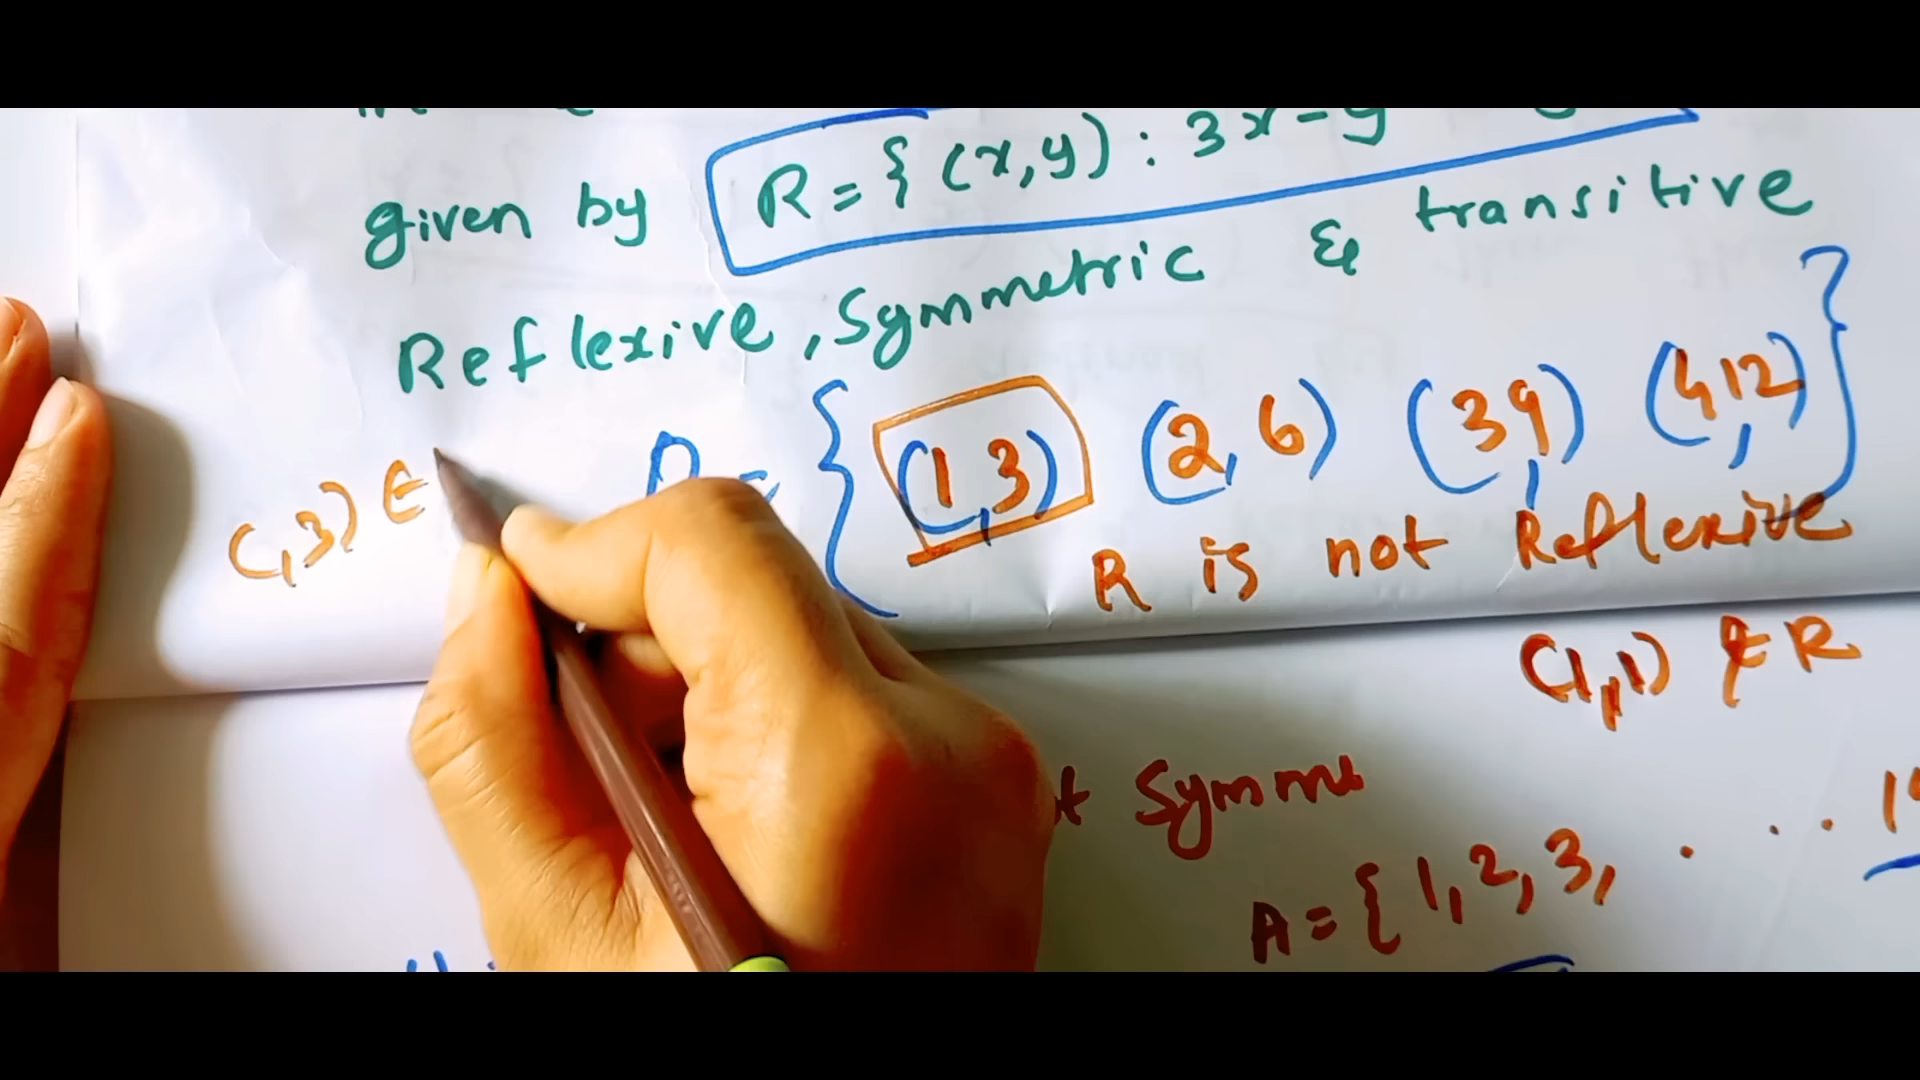 given by R = { (x,y) : 3x-y
Reflexive, Symmetric & transitive
= { (1,3) (2,6) (3,9) (4,12) }
(,3) ∈
R is not Reflexive
(1,1) ∉ R
Symme
A = { 1, 2, 3, . . .